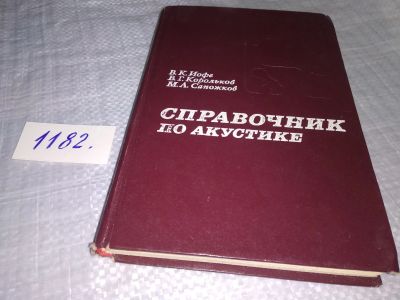 В. К. Иофе
В. Г. Корольков
М. А. Сапожков
СПРАВОЧНИК
ПО АКУСТИКЕ
1182.